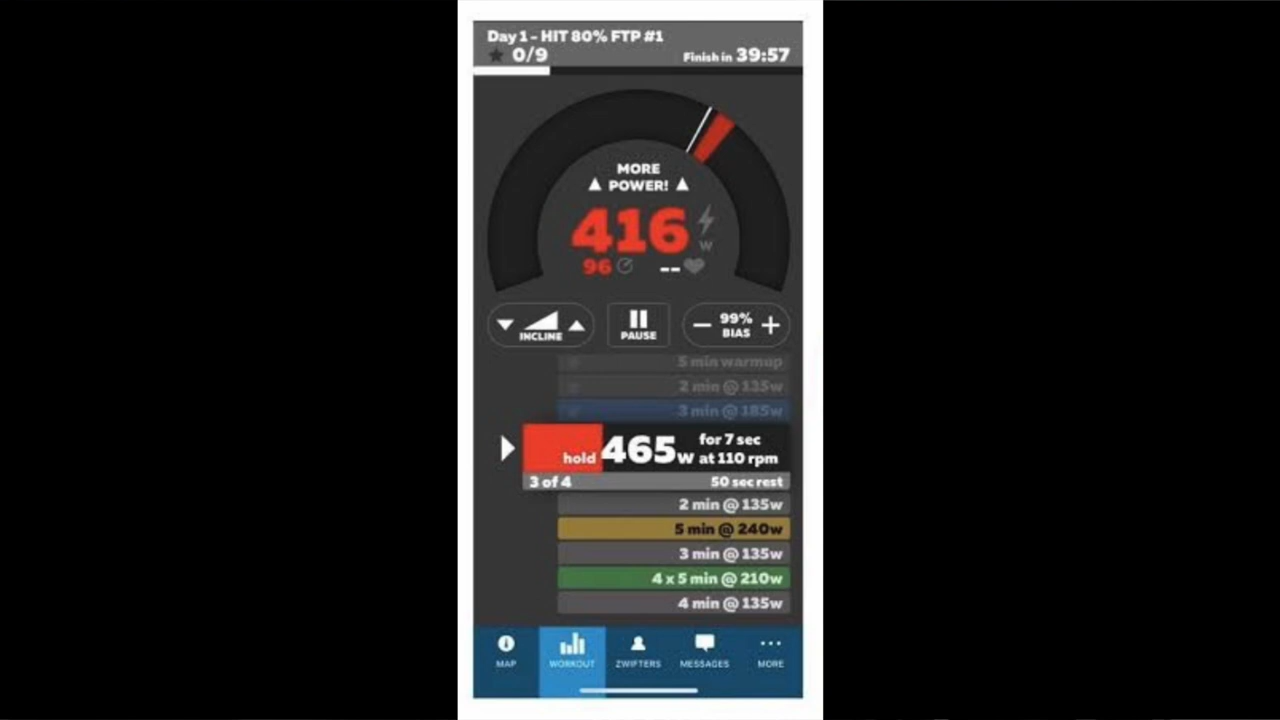 Day 1 - HIT 80% FTP #1
0/9
Finish in 39:57
MORE
POWER!
416
W
96
--
INCLINE
PAUSE
99%
BIAS
5 min warmup
2 min @ 135w
3 min @ 185w
hold 465w for 7 sec
at 110 rpm
3 of 4 50 sec rest
2 min @ 135w
5 min @ 240w
3 min @ 135w
4 x 5 min @ 210w
4 min @ 135w
MAP WORKOUT ZWIFTERS MESSAGES MORE